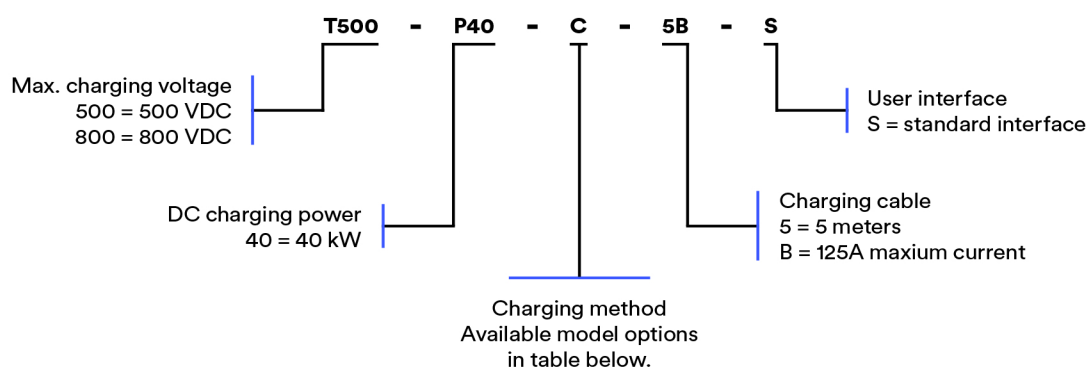 T500 - P40 - C - 5B - S
Max. charging voltage
500 = 500 VDC
800 = 800 VDC
User interface
S = standard interface
DC charging power
40 = 40 kW
Charging cable
5 = 5 meters
B = 125A maxium current
Charging method
Available model options
in table below.